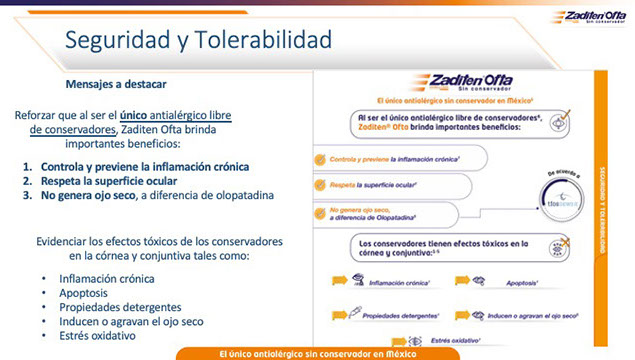 Zaditen Ofta
Sin conservador
Seguridad y Tolerabilidad
Mensajes a destacar
Reforzar que al ser el único antialérgico libre
de conservadores, Zaditen Ofta brinda
importantes beneficios:
1. Controla y previene la inflamación crónica
2. Respeta la superficie ocular
3. No genera ojo seco, a diferencia de olopatadina
Evidenciar los efectos tóxicos de los conservadores
en la córnea y conjuntiva tales como:
• Inflamación crónica
• Apoptosis
• Propiedades detergentes
• Inducen o agravan el ojo seco
• Estrés oxidativo
Zaditen Ofta
Sin conservador
El único antialérgico sin conservador en México
Al ser el único antialérgico libre de conservadores,
Zaditen® Ofta brinda importantes beneficios:
Controla y previene la inflamación crónica
Respeta la superficie ocular
No genera ojo seco,
a diferencia de Olopatadina
De acuerdo a
SEGURIDAD Y TOLERABILIDAD
Los conservadores tienen efectos tóxicos en la
córnea y conjuntiva:
Inflamación crónica
Apoptosis
Propiedades detergentes
Inducen o agravan el ojo seco
Estrés oxidativo
El único antialérgico sin conservador en México